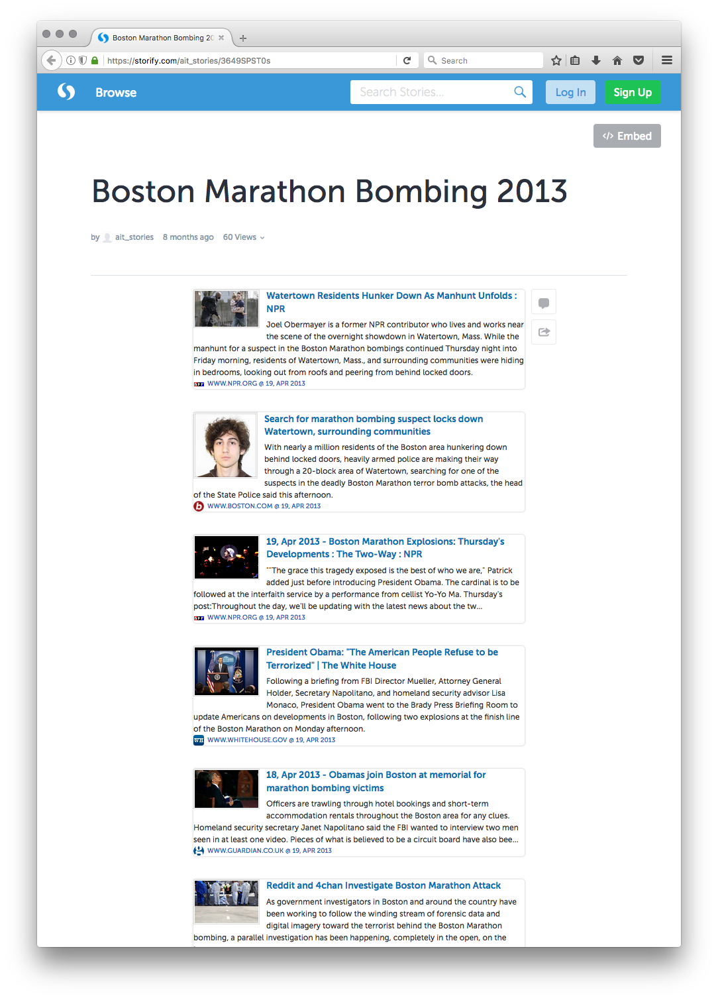 Boston Marathon Bombing 20
https://storify.com/ait_stories/3649SPST0s
Search
Browse
Search Stories...
Log In
Sign Up
</> Embed
Boston Marathon Bombing 2013
by ait_stories 8 months ago 60 Views
Watertown Residents Hunker Down As Manhunt Unfolds :
NPR
Joel Obermayer is a former NPR contributor who lives and works near
the scene of the overnight showdown in Watertown, Mass. While the
manhunt for a suspect in the Boston Marathon bombings continued Thursday night into
Friday morning, residents of Watertown, Mass., and surrounding communities were hiding
in bedrooms, looking out from roofs and peering from behind locked doors.
npr WWW.NPR.ORG @ 19, APR 2013
Search for marathon bombing suspect locks down
Watertown, surrounding communities
With nearly a million residents of the Boston area hunkering down
behind locked doors, heavily armed police are making their way
through a 20-block area of Watertown, searching for one of the
suspects in the deadly Boston Marathon terror bomb attacks, the head
of the State Police said this afternoon.
b WWW.BOSTON.COM @ 19, APR 2013
19, Apr 2013 - Boston Marathon Explosions: Thursday's
Developments : The Two-Way : NPR
""The grace this tragedy exposed is the best of who we are," Patrick
added just before introducing President Obama. The cardinal is to be
followed at the interfaith service by a performance from cellist Yo-Yo Ma. Thursday's
post:Throughout the day, we'll be updating with the latest news about the tw...
npr WWW.NPR.ORG @ 19, APR 2013
President Obama: "The American People Refuse to be
Terrorized" | The White House
Following a briefing from FBI Director Mueller, Attorney General
Holder, Secretary Napolitano, and homeland security advisor Lisa
Monaco, President Obama went to the Brady Press Briefing Room to
update Americans on developments in Boston, following two explosions at the finish line
of the Boston Marathon on Monday afternoon.
WH WWW.WHITEHOUSE.GOV @ 19, APR 2013
18, Apr 2013 - Obamas join Boston at memorial for
marathon bombing victims
Officers are trawling through hotel bookings and short-term
accommodation rentals throughout the Boston area for any clues.
Homeland security secretary Janet Napolitano said the FBI wanted to interview two men
seen in at least one video. Pieces of what is believed to be a circuit board have also bee...
g WWW.GUARDIAN.CO.UK @ 19, APR 2013
Reddit and 4chan Investigate Boston Marathon Attack
As government investigators in Boston and around the country have
been working to follow the winding stream of forensic data and
digital imagery toward the terrorist behind the Boston Marathon
bombing, a parallel investigation has been happening, completely in the open, on the